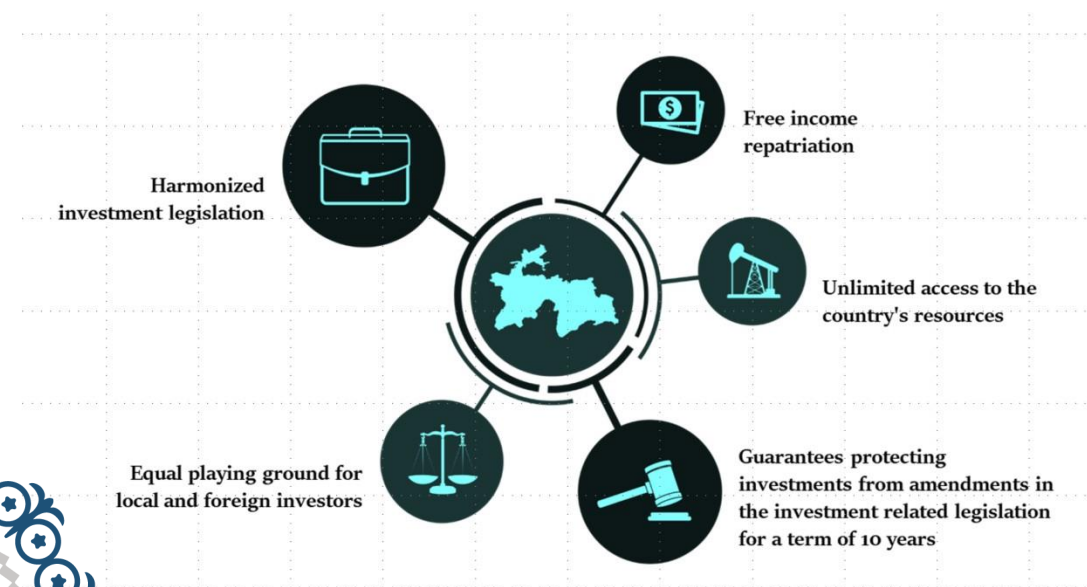 Free income
repatriation
Harmonized
investment legislation
Unlimited access to the
country's resources
Equal playing ground for
local and foreign investors
Guarantees protecting
investments from amendments in
the investment related legislation
for a term of 10 years